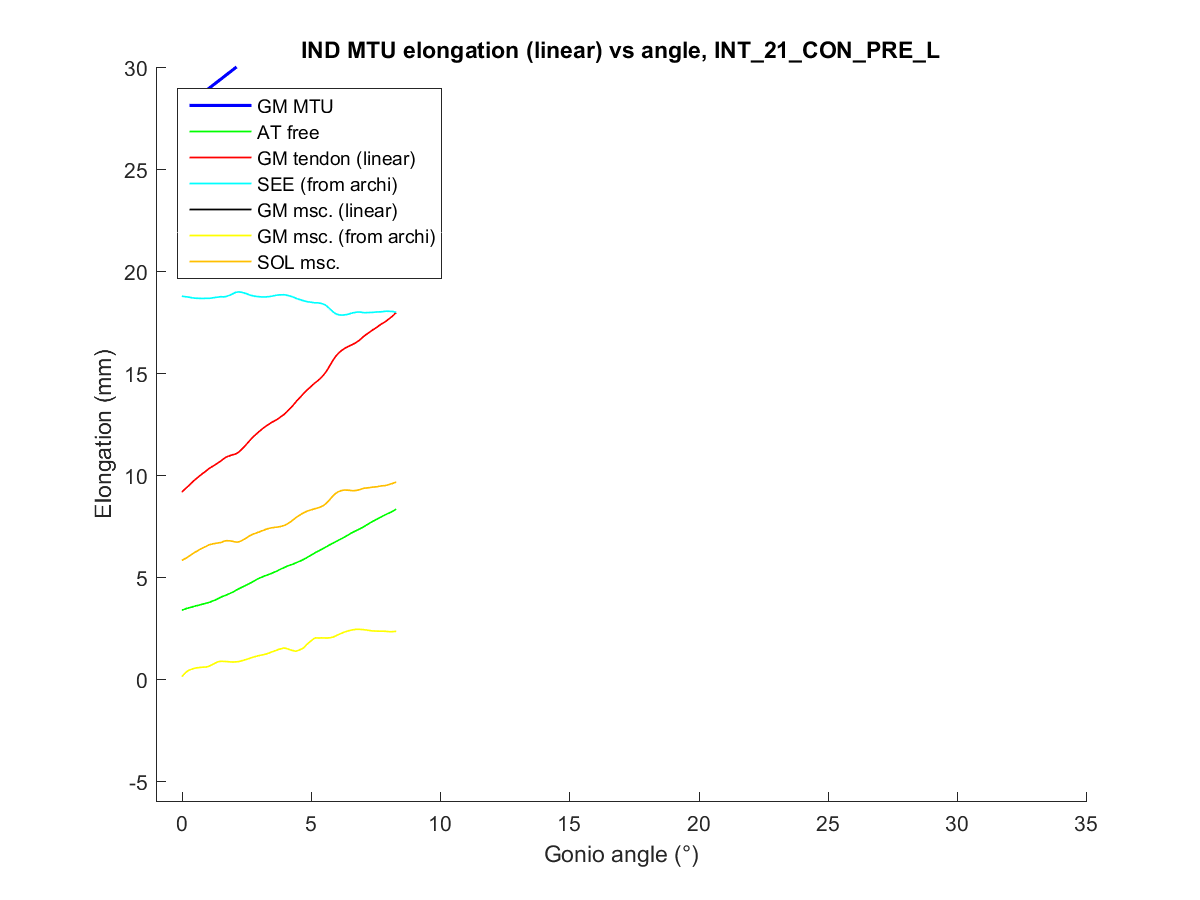 IND MTU elongation (linear) vs angle, INT_21_CON_PRE_L
30
25
20
15
10
5
0
-5
Elongation (mm)
GM MTU
AT free
GM tendon (linear)
SEE (from archi)
GM msc. (linear)
GM msc. (from archi)
SOL msc.
0 5 10 15 20 25 30 35
Gonio angle (°)